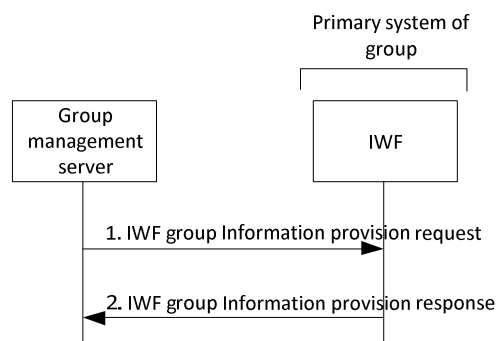 Primary system of
group
Group
management
server
IWF
1. IWF group Information provision request
2. IWF group Information provision response